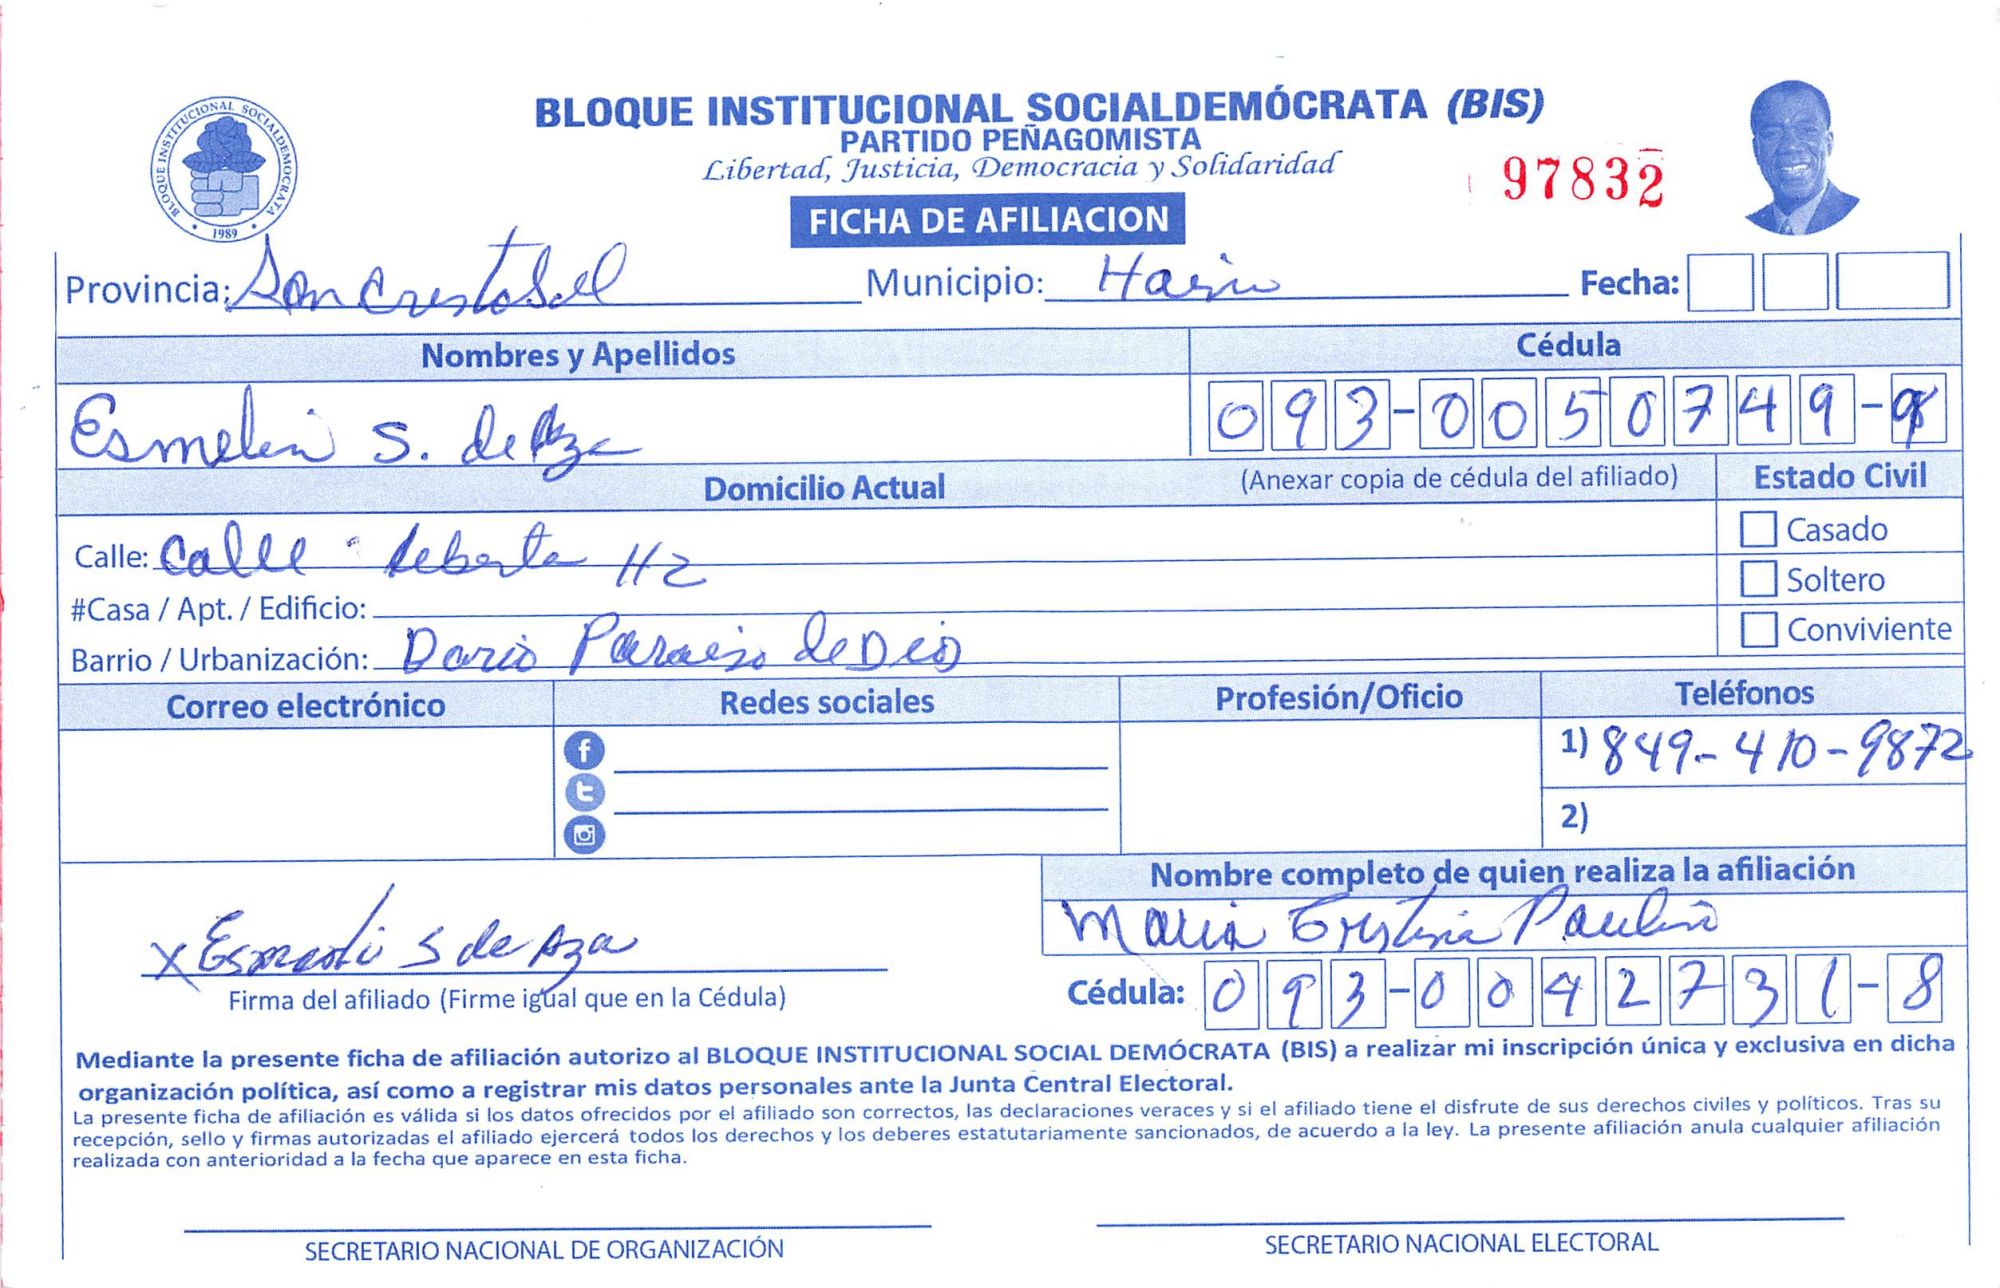 BLOQUE INSTITUCIONAL SOCIALDEMÓCRATA • 1989 •
BLOQUE INSTITUCIONAL SOCIALDEMÓCRATA (BIS)
PARTIDO PEÑAGOMISTA
Libertad, Justicia, Democracia y Solidaridad
97832
FICHA DE AFILIACION
Provincia: San Cristobal Municipio: Haina Fecha:
Nombres y Apellidos Cédula
Esmelin S. de Aza 093-0050749-
Domicilio Actual (Anexar copia de cédula del afiliado) Estado Civil
Calle: Calle H2 Casado
#Casa / Apt. / Edificio: Soltero
Barrio / Urbanización: Paraiso de Dios Conviviente
Correo electrónico Redes sociales Profesión/Oficio Teléfonos
1) 849-410-9872
2)
Nombre completo de quien realiza la afiliación
Maria Cristina Paulino
X S de Aza
Firma del afiliado (Firme igual que en la Cédula) Cédula: 093-0042731-8
Mediante la presente ficha de afiliación autorizo al BLOQUE INSTITUCIONAL SOCIAL DEMÓCRATA (BIS) a realizar mi inscripción única y exclusiva en dicha
organización política, así como a registrar mis datos personales ante la Junta Central Electoral.
La presente ficha de afiliación es válida si los datos ofrecidos por el afiliado son correctos, las declaraciones veraces y si el afiliado tiene el disfrute de sus derechos civiles y políticos. Tras su
recepción, sello y firmas autorizadas el afiliado ejercerá todos los derechos y los deberes estatutariamente sancionados, de acuerdo a la ley. La presente afiliación anula cualquier afiliación
realizada con anterioridad a la fecha que aparece en esta ficha.
SECRETARIO NACIONAL DE ORGANIZACIÓN SECRETARIO NACIONAL ELECTORAL